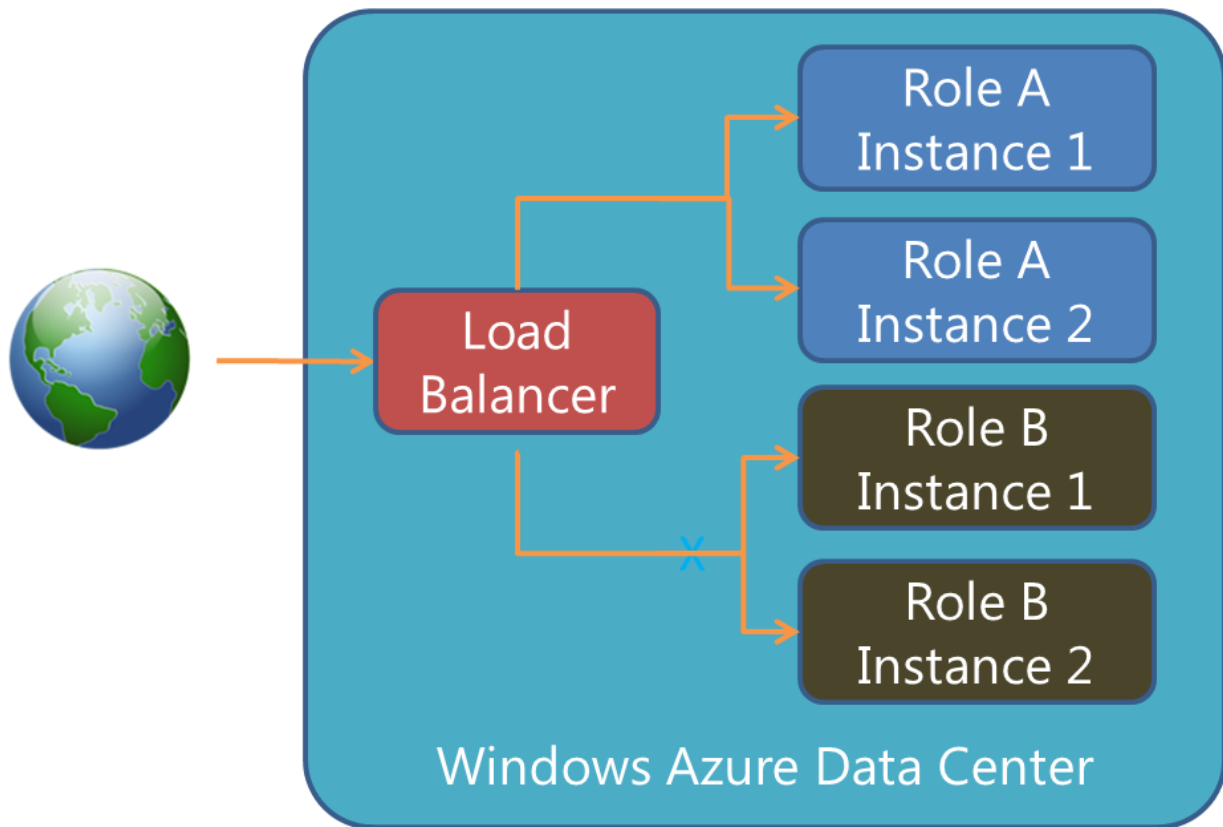 Role A
Instance 1
Role A
Instance 2
Load
Balancer
Role B
Instance 1
X
Role B
Instance 2
Windows Azure Data Center